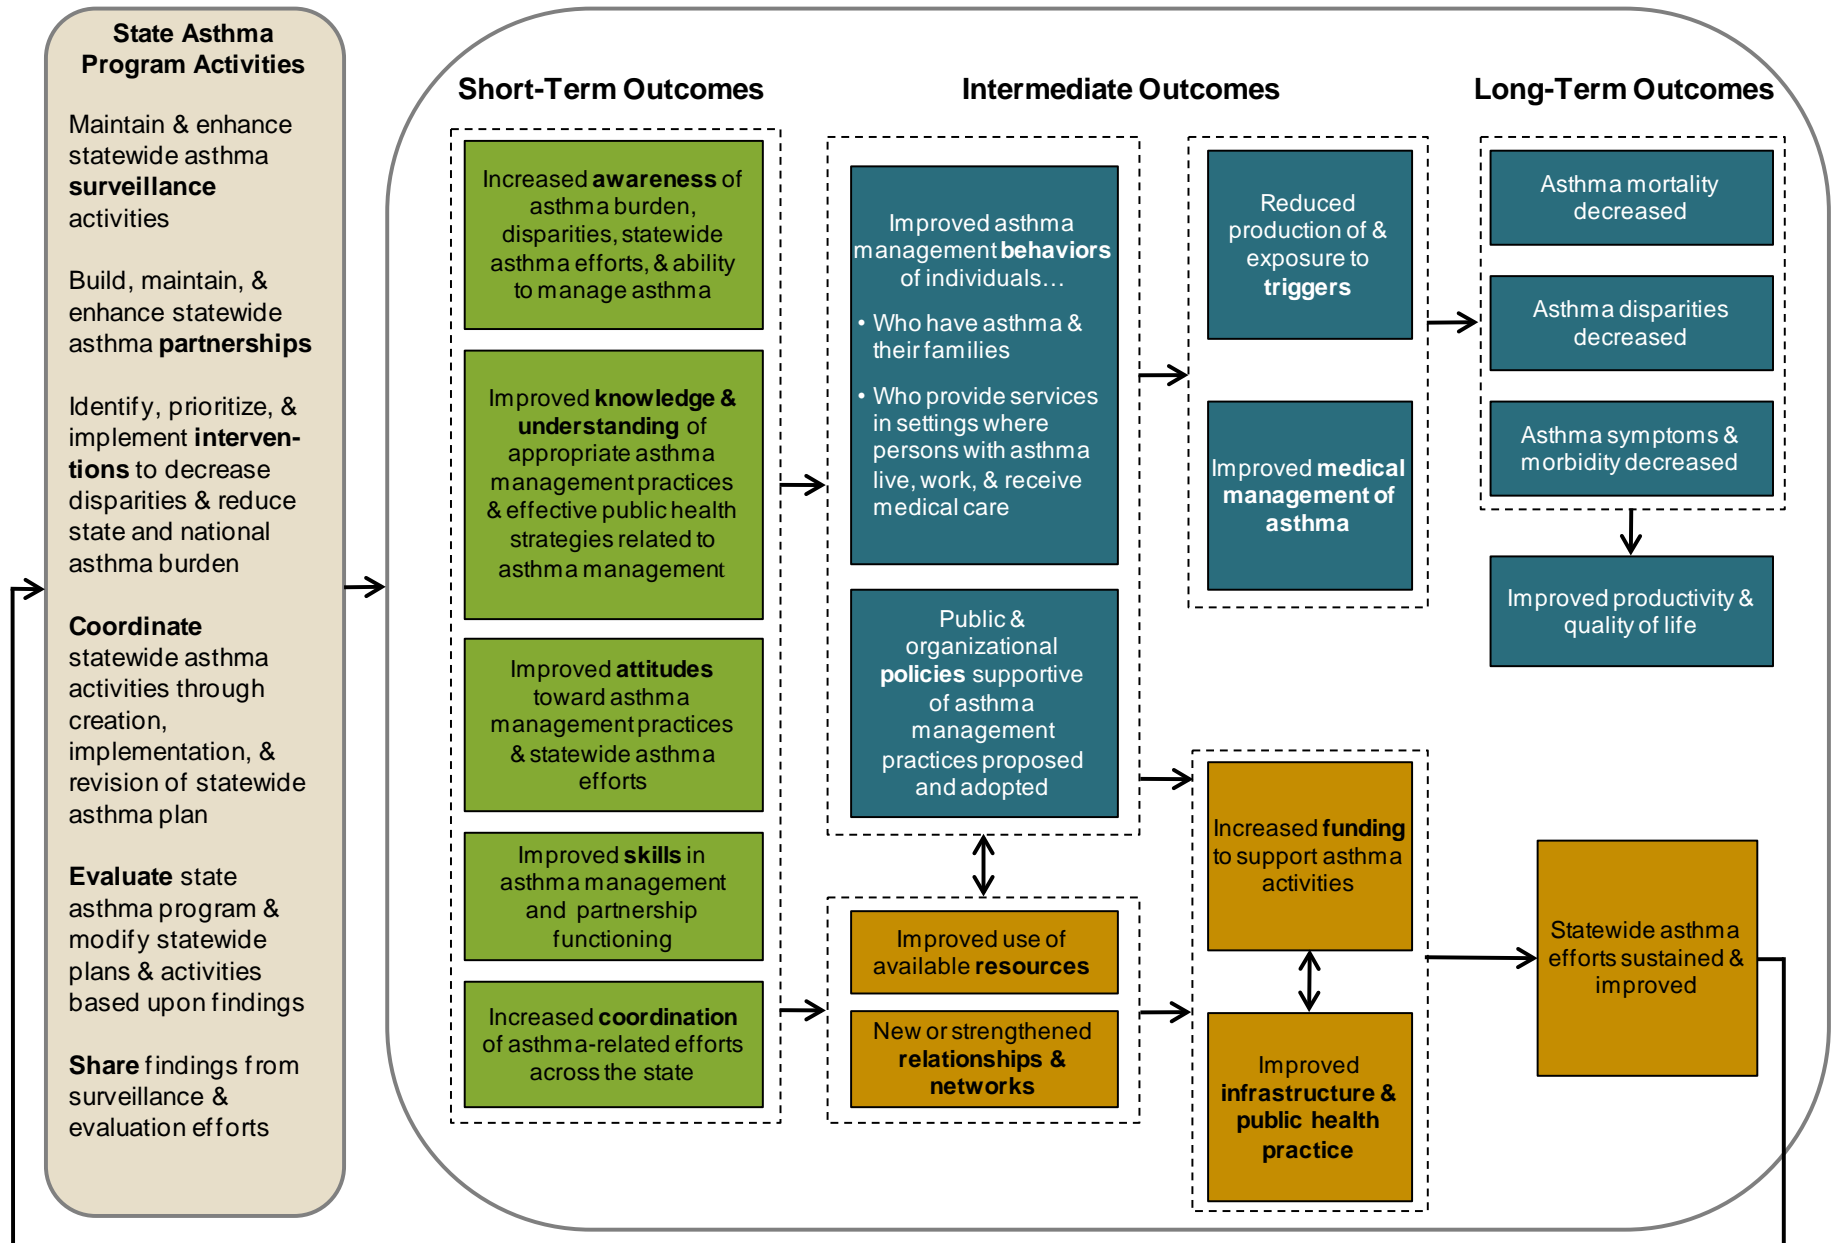 State Asthma
Program Activities
Maintain & enhance
statewide asthma
surveillance
activities
Build, maintain, &
enhance statewide
asthma partnerships
Identify, prioritize, &
implement interven-
tions to decrease
disparities & reduce
state and national
asthma burden
Coordinate
statewide asthma
activities through
creation,
implementation, &
revision of statewide
asthma plan
Evaluate state
asthma program &
modify statewide
plans & activities
based upon findings
Share findings from
surveillance &
evaluation efforts
Short-Term Outcomes
Increased awareness of
asthma burden,
disparities, statewide
asthma efforts, & ability
to manage asthma
Improved knowledge &
understanding of
appropriate asthma
management practices
& effective public health
strategies related to
asthma management
Improved attitudes
toward asthma
management practices
& statewide asthma
efforts
Improved skills in
asthma management
and partnership
functioning
Increased coordination
of asthma-related efforts
across the state
Intermediate Outcomes
Improved asthma
management behaviors
of individuals…
• Who have asthma &
their families
• Who provide services
in settings where
persons with asthma
live, work, & receive
medical care
Public &
organizational
policies supportive
of asthma
management
practices proposed
and adopted
Improved use of
available resources
New or strengthened
relationships &
networks
Reduced
production of &
exposure to
triggers
Improved medical
management of
asthma
Increased funding
to support asthma
activities
Improved
infrastructure &
public health
practice
Long-Term Outcomes
Asthma mortality
decreased
Asthma disparities
decreased
Asthma symptoms &
morbidity decreased
Improved productivity &
quality of life
Statewide asthma
efforts sustained &
improved